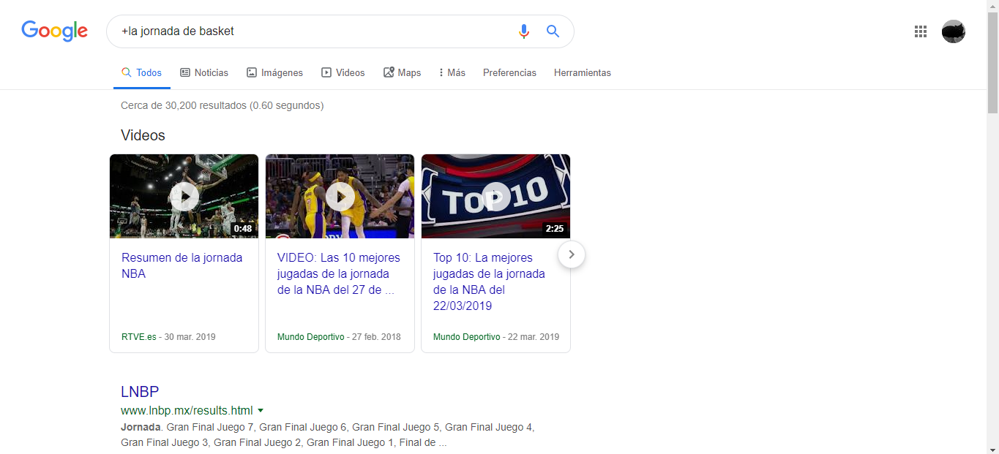 Google
+la jornada de basket
Todos
Noticias
Imágenes
Videos
Maps
Más
Preferencias
Herramientas
Cerca de 30,200 resultados (0.60 segundos)
Videos
0:48
Resumen de la jornada
NBA
RTVE.es - 30 mar. 2019
VIDEO: Las 10 mejores
jugadas de la jornada
de la NBA del 27 de ...
Mundo Deportivo - 27 feb. 2018
TOP 10
2:25
Top 10: La mejores
jugadas de la jornada
de la NBA del
22/03/2019
Mundo Deportivo - 22 mar. 2019
LNBP
www.lnbp.mx/results.html
Jornada. Gran Final Juego 7, Gran Final Juego 6, Gran Final Juego 5, Gran Final Juego 4,
Gran Final Juego 3, Gran Final Juego 2, Gran Final Juego 1, Final de ...